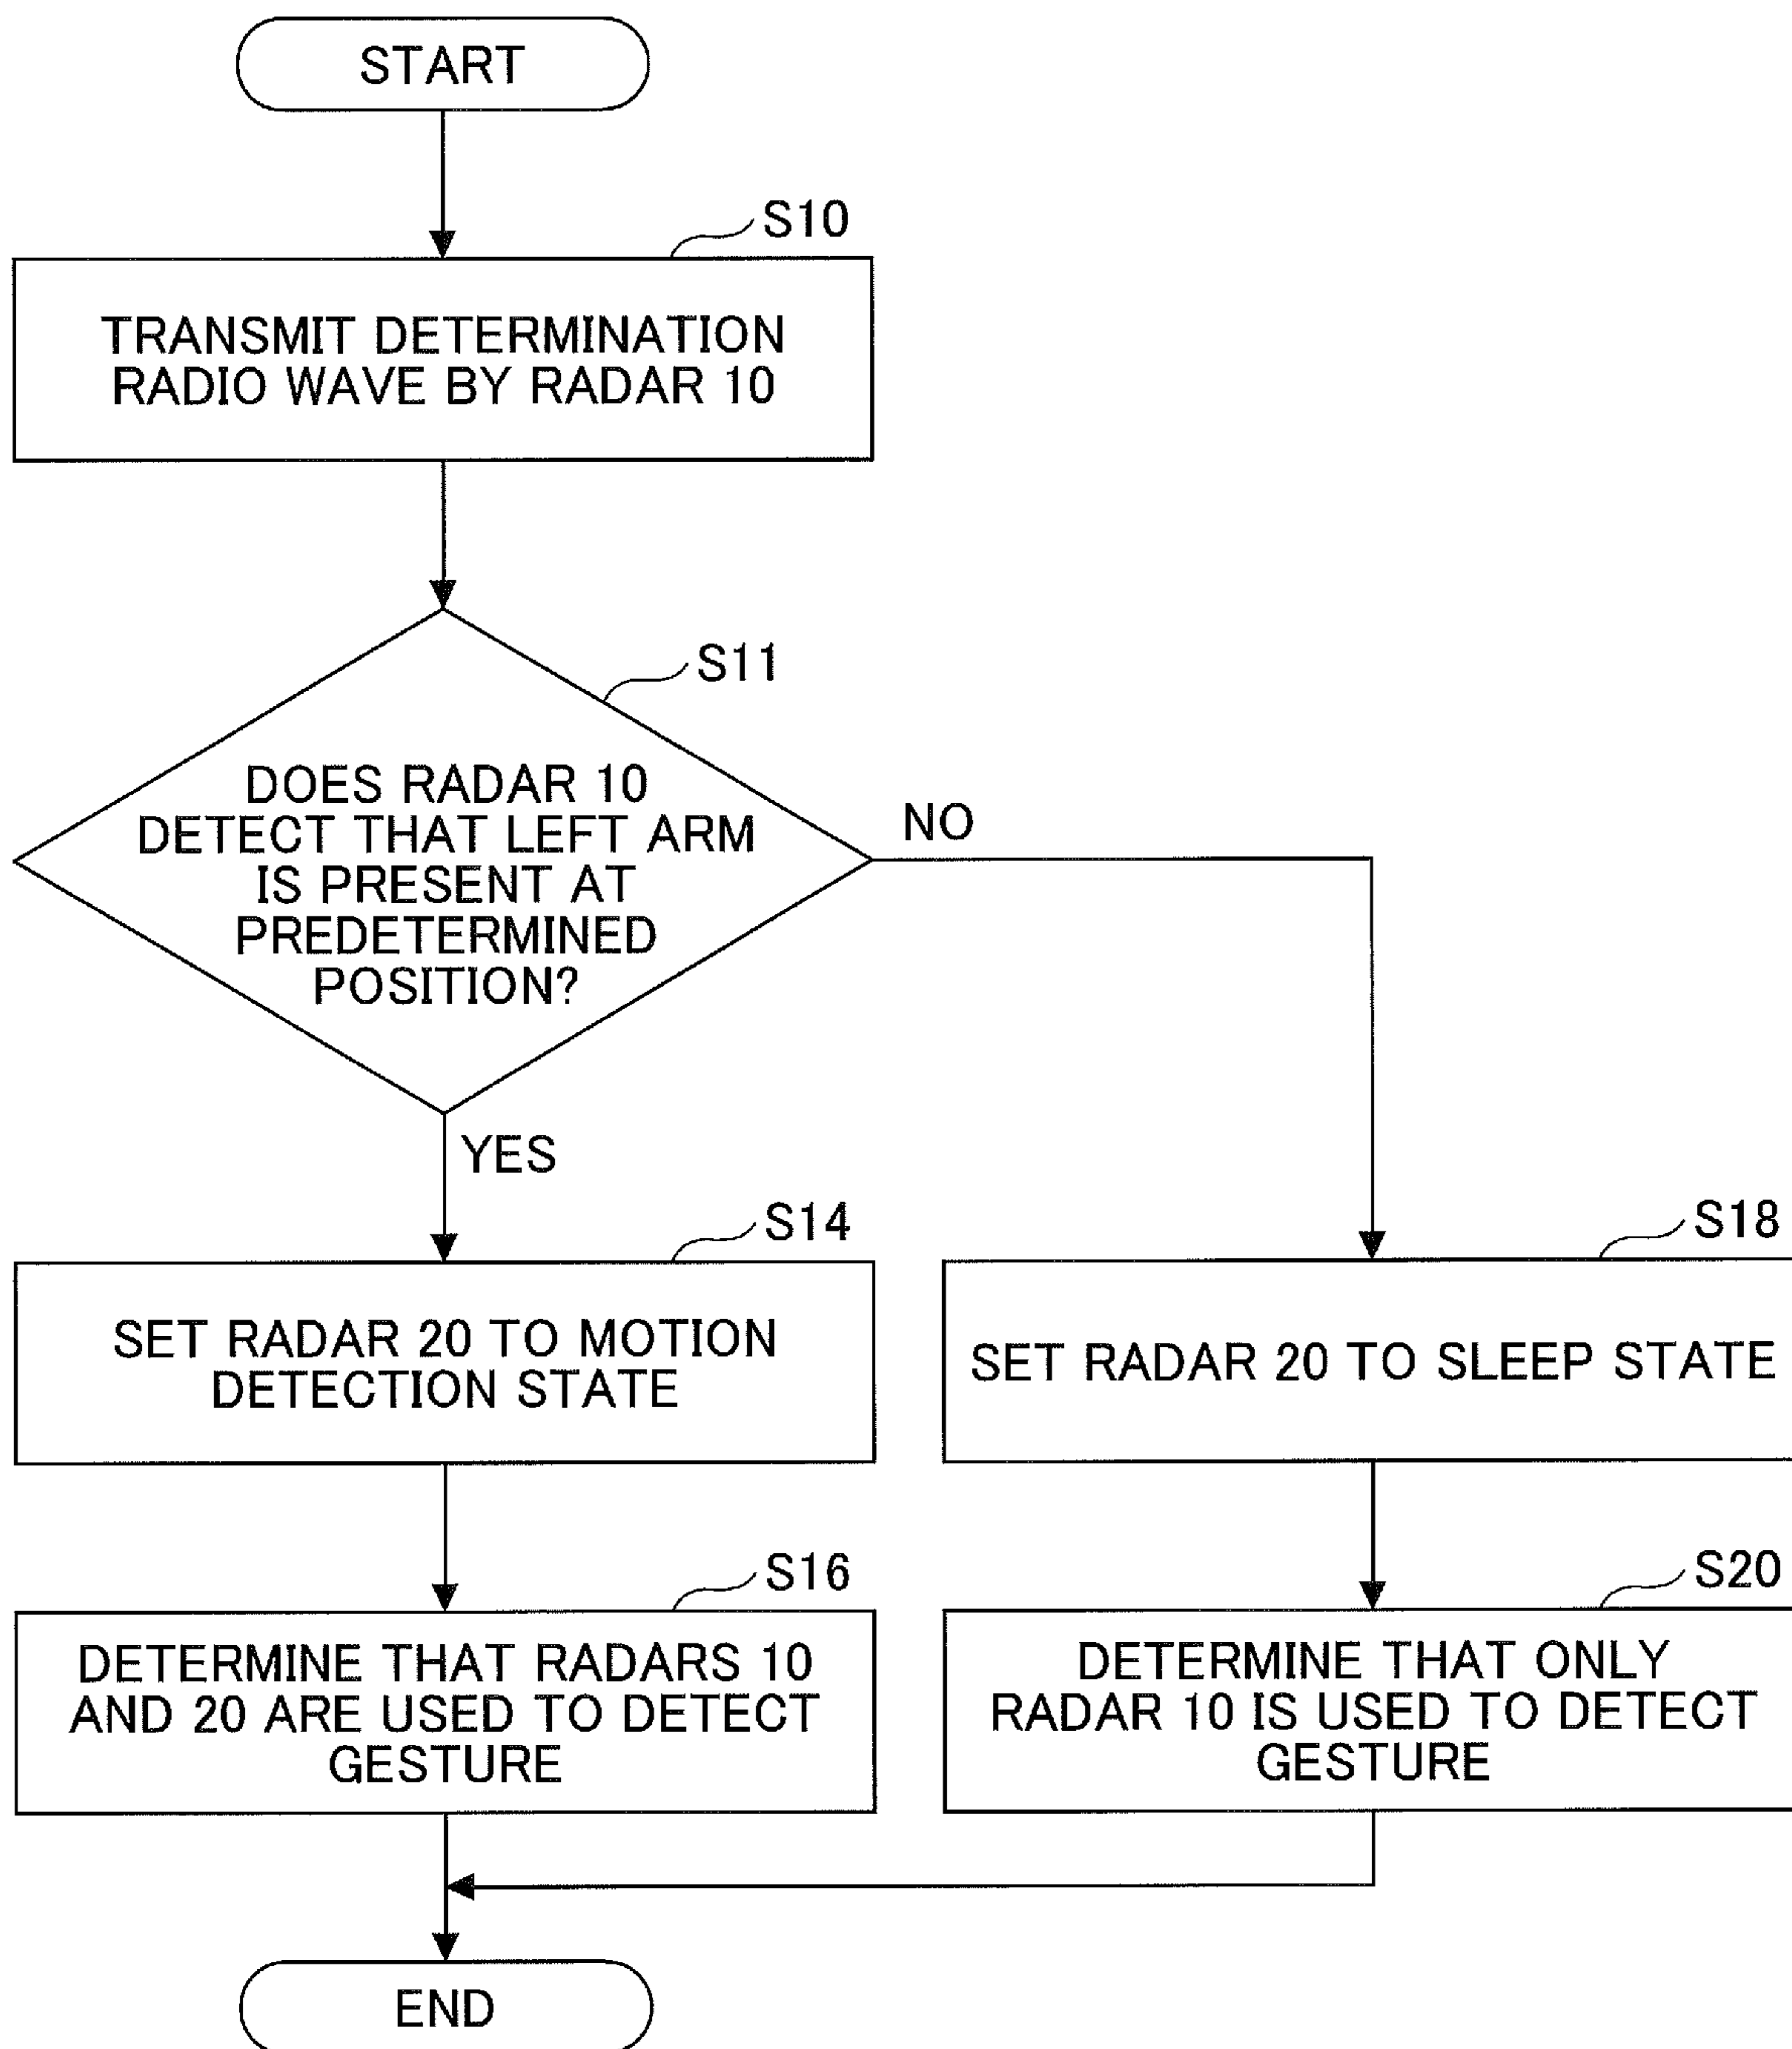 START
S10
TRANSMIT DETERMINATION
RADIO WAVE BY RADAR 10
S11
DOES RADAR 10
DETECT THAT LEFT ARM
IS PRESENT AT
PREDETERMINED
POSITION?
NO
YES
S14
SET RADAR 20 TO MOTION
DETECTION STATE
S18
SET RADAR 20 TO SLEEP STATE
S16
DETERMINE THAT RADARS 10
AND 20 ARE USED TO DETECT
GESTURE
S20
DETERMINE THAT ONLY
RADAR 10 IS USED TO DETECT
GESTURE
END